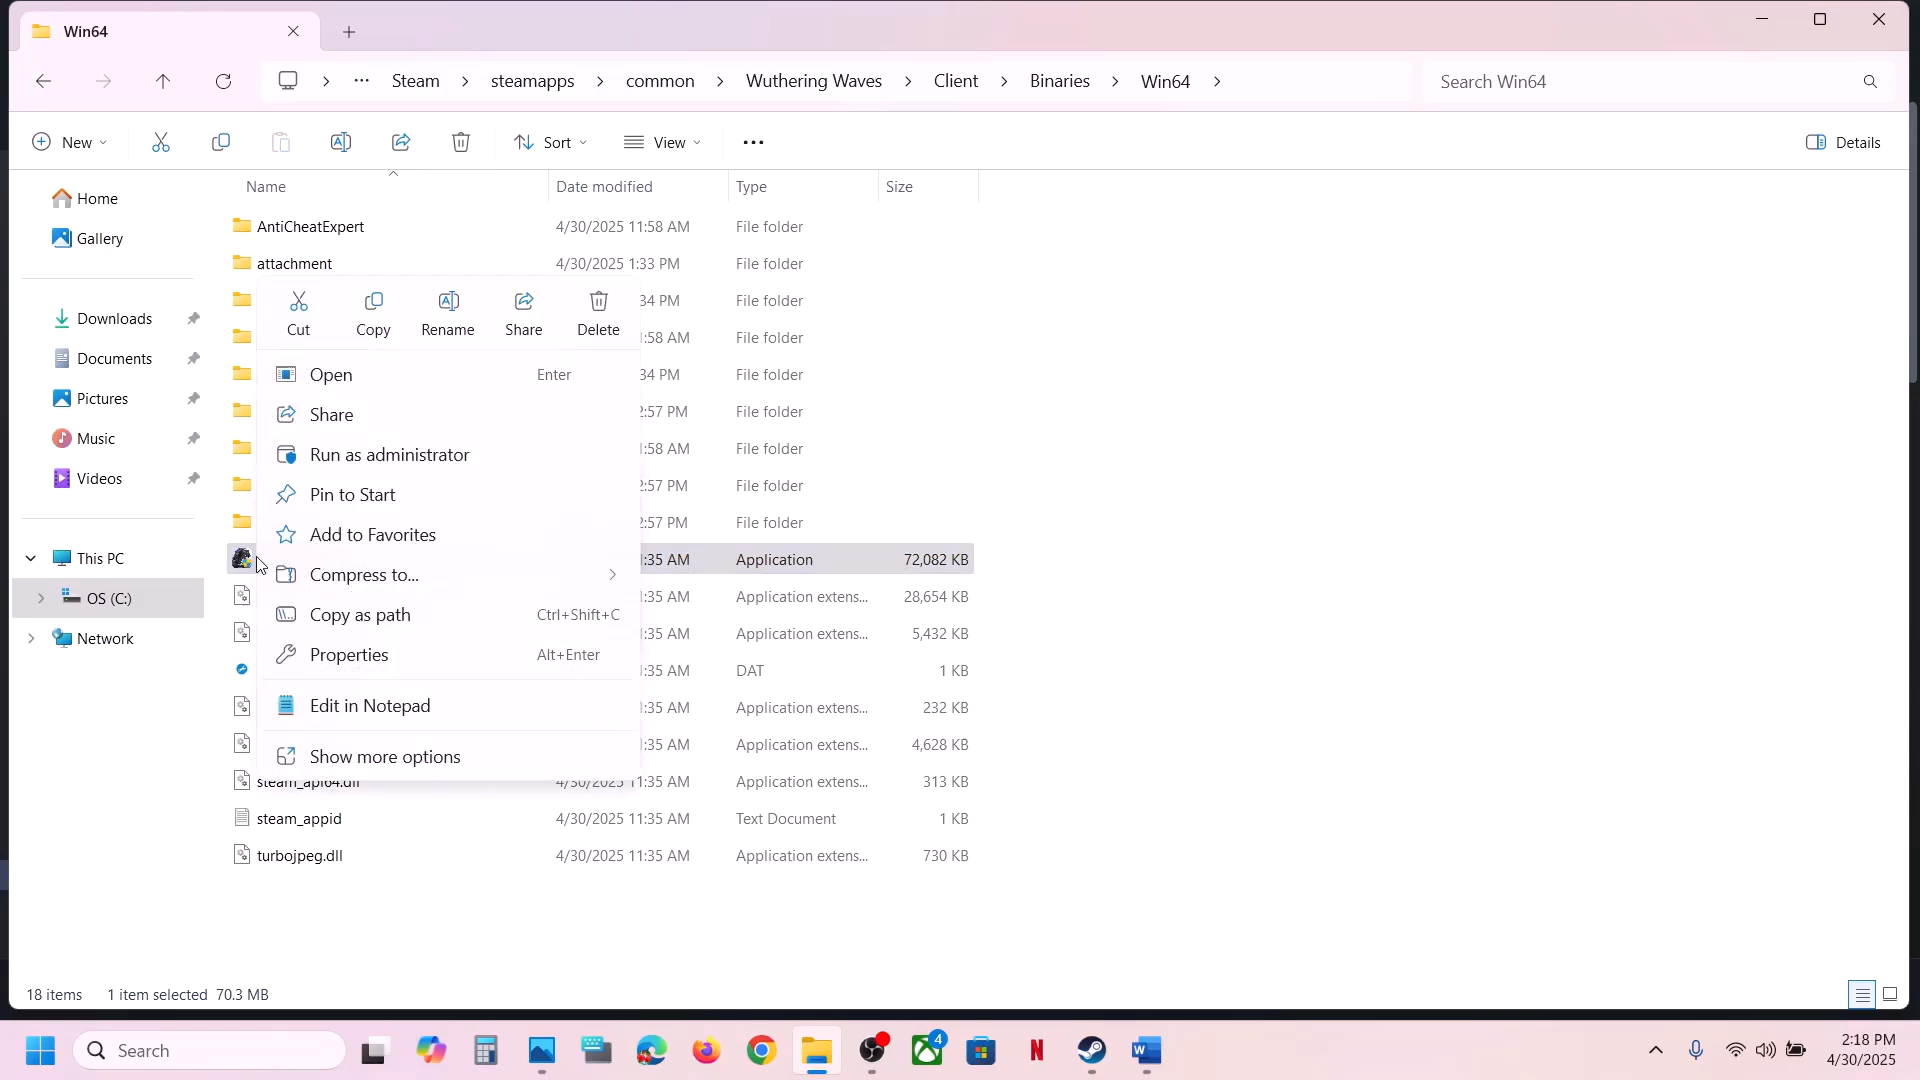 Win64
Steam
steamapps
common
Wuthering Waves
Client
Binaries
Win64
Search Win64
New
Sort
View
Details
Name
Date modified
Type
Size
Home
Gallery
Downloads
Documents
Pictures
Music
Videos
This PC
OS (C:)
Network
AntiCheatExpert 4/30/2025 11:58 AM File folder
attachment 4/30/2025 1:33 PM File folder
34 PM File folder
:58 AM File folder
34 PM File folder
2:57 PM File folder
:58 AM File folder
2:57 PM File folder
2:57 PM File folder
:35 AM Application 72,082 KB
:35 AM Application extens... 28,654 KB
:35 AM Application extens... 5,432 KB
:35 AM DAT 1 KB
:35 AM Application extens... 232 KB
:35 AM Application extens... 4,628 KB
steam_api64.dll 4/30/2025 11:35 AM Application extens... 313 KB
steam_appid 4/30/2025 11:35 AM Text Document 1 KB
turbojpeg.dll 4/30/2025 11:35 AM Application extens... 730 KB
Cut
Copy
Rename
Share
Delete
Open Enter
Share
Run as administrator
Pin to Start
Add to Favorites
Compress to...
Copy as path Ctrl+Shift+C
Properties Alt+Enter
Edit in Notepad
Show more options
18 items 1 item selected 70.3 MB
Search
4
2:18 PM
4/30/2025